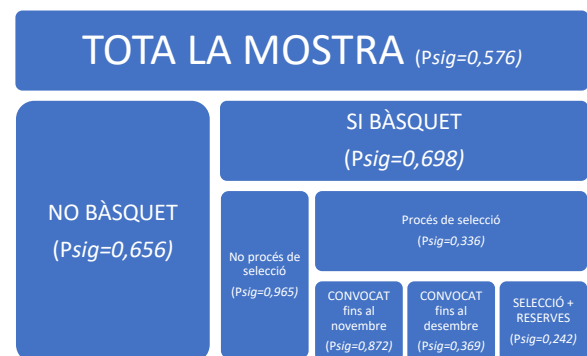 TOTA LA MOSTRA (Psig=0,576)
NO BÀSQUET
(Psig=0,656)
SI BÀSQUET
(Psig=0,698)
No procés de
selecció
(Psig=0,965)
Procés de selecció
(Psig=0,336)
CONVOCAT
fins al
novembre
(Psig=0,872)
CONVOCAT
fins al
desembre
(Psig=0,369)
SELECCIÓ +
RESERVES
(Psig=0,242)